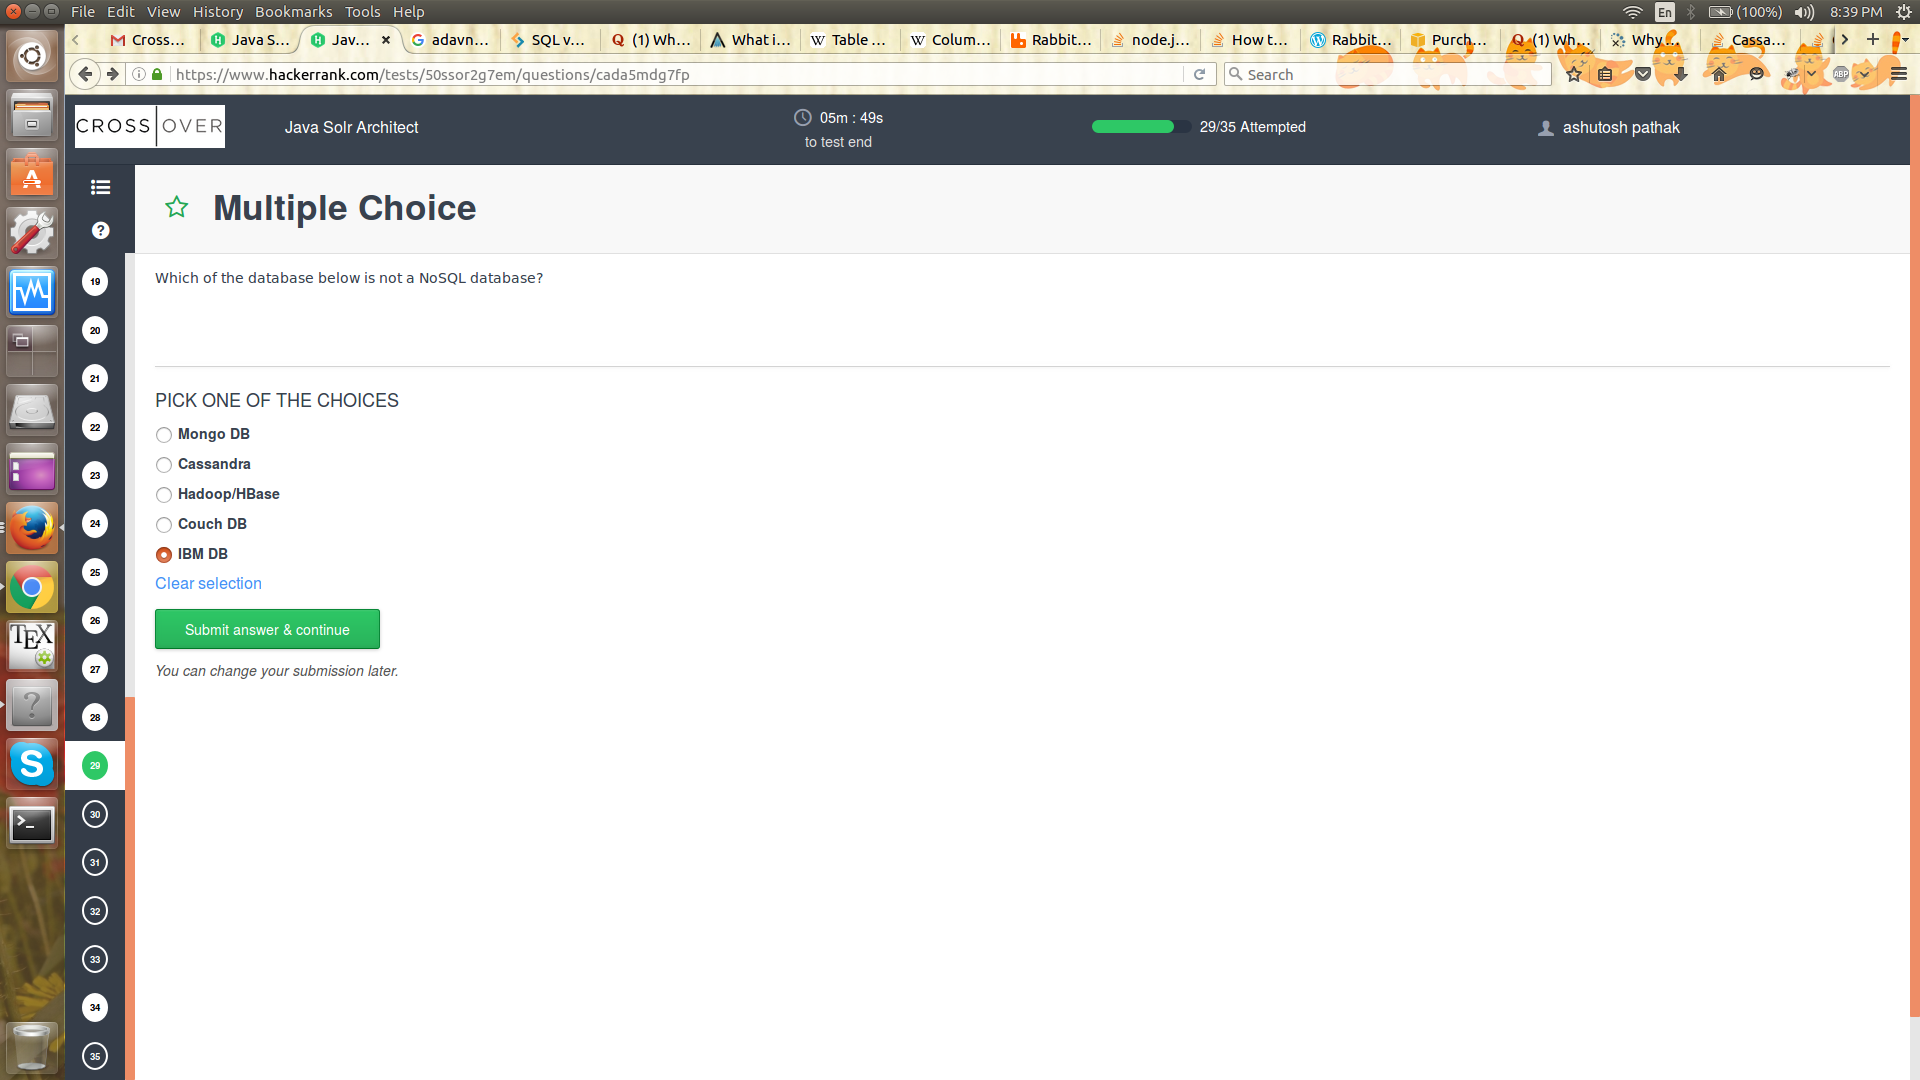 File Edit View History Bookmarks Tools Help
En (100%) 8:39 PM
Cross... Java S... Jav... adavn... SQL v... (1) Wh... What i... Table ... Colum... Rabbit... node.j... How t... Rabbit... Purch... (1) Wh... Why ... Cassa...
https://www.hackerrank.com/tests/50ssor2g7em/questions/cada5mdg7fp
Search
ABP
CROSS OVER
Java Solr Architect
05m : 49s
to test end
29/35 Attempted
ashutosh pathak
Multiple Choice
Which of the database below is not a NoSQL database?
PICK ONE OF THE CHOICES
Mongo DB
Cassandra
Hadoop/HBase
Couch DB
IBM DB
Clear selection
Submit answer & continue
You can change your submission later.
19
20
21
22
23
24
25
26
27
28
29
30
31
32
33
34
35
TEX